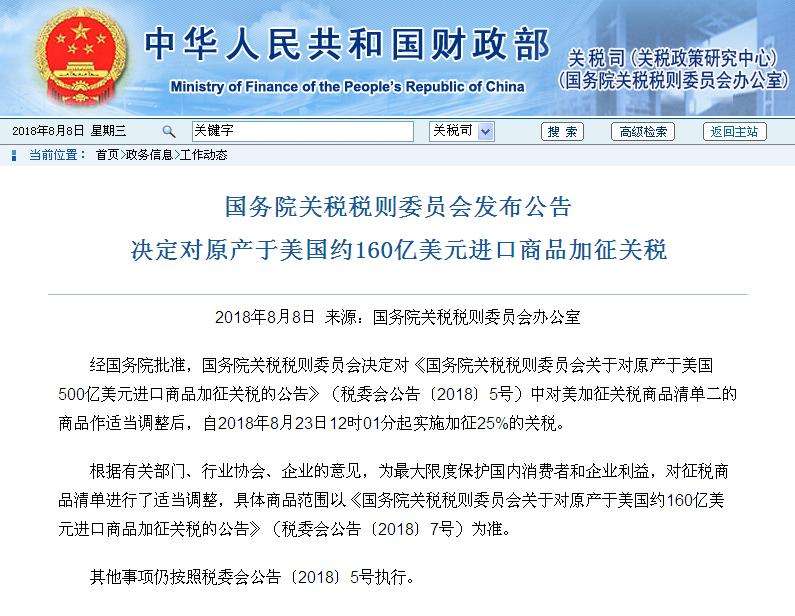 中华人民共和国财政部
Ministry of Finance of the People's Republic of China
关税司(关税政策研究中心)
(国务院关税税则委员会办公室)
2018年8月8日 星期三
关键字
关税司
搜 索
高级检索
返回主站
当前位置： 首页>政务信息>工作动态
国务院关税税则委员会发布公告
决定对原产于美国约160亿美元进口商品加征关税
2018年8月8日 来源：国务院关税税则委员会办公室
经国务院批准，国务院关税税则委员会决定对《国务院关税税则委员会关于对原产于美国
500亿美元进口商品加征关税的公告》（税委会公告〔2018〕5号）中对美加征关税商品清单二的
商品作适当调整后，自2018年8月23日12时01分起实施加征25%的关税。
根据有关部门、行业协会、企业的意见，为最大限度保护国内消费者和企业利益，对征税商
品清单进行了适当调整，具体商品范围以《国务院关税税则委员会关于对原产于美国约160亿美
元进口商品加征关税的公告》（税委会公告〔2018〕7号）为准。
其他事项仍按照税委会公告〔2018〕5号执行。